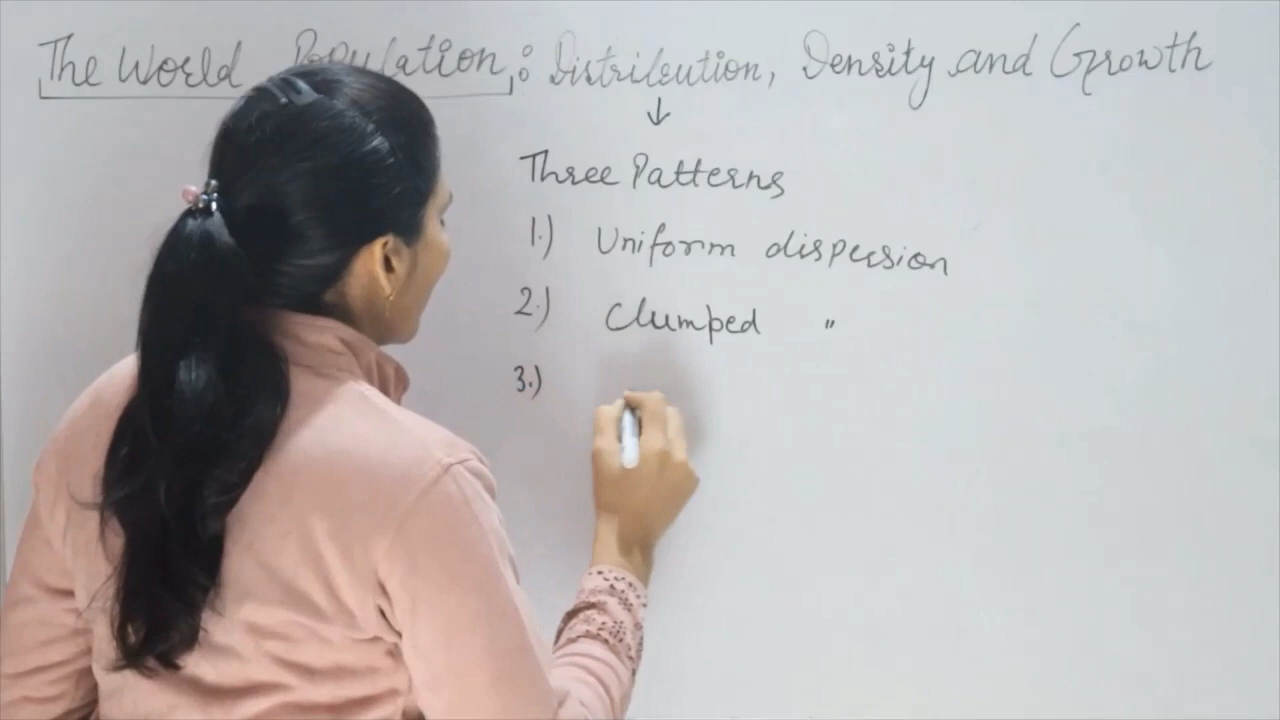 The World Population : Distribution, Density and Growth
↓
Three Patterns
1.) Uniform dispersion
2.) Clumped "
3.)